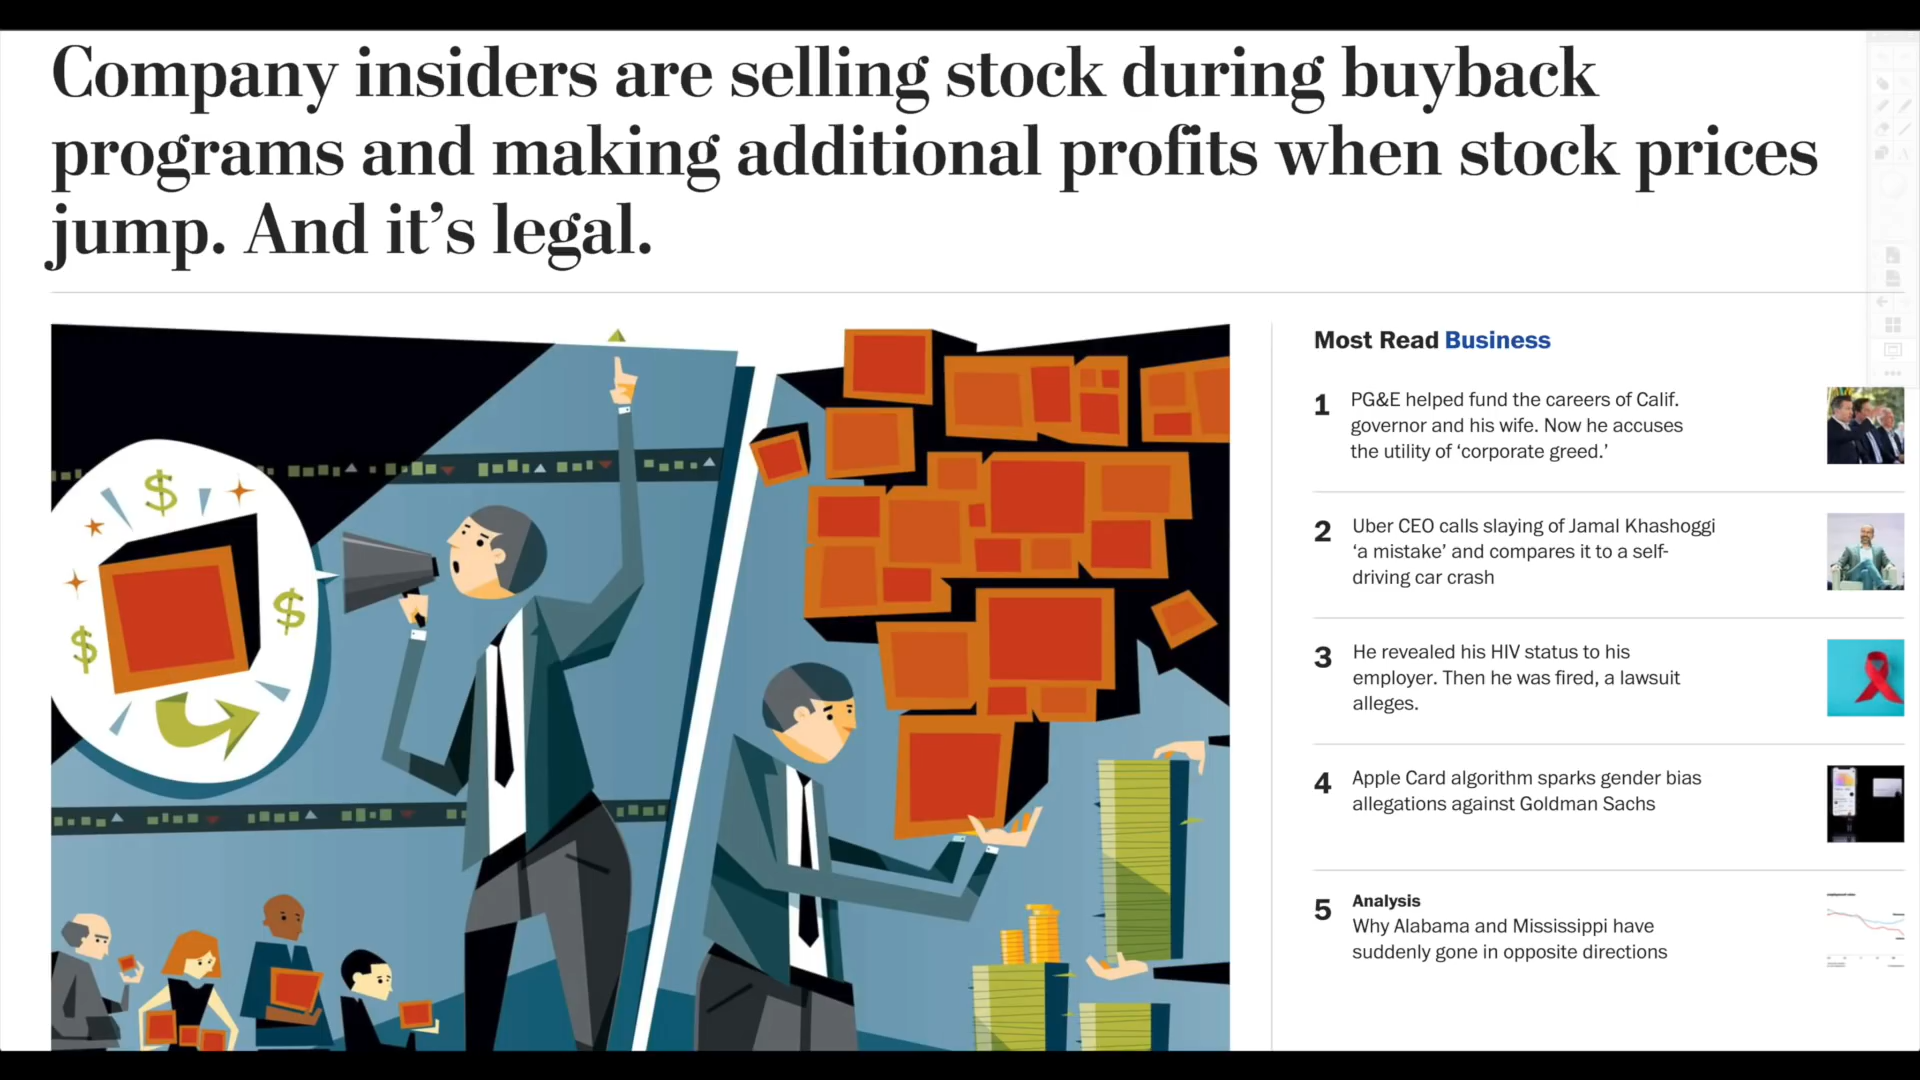 Company insiders are selling stock during buyback
programs and making additional profits when stock prices
jump. And it’s legal.
$
$
$
Most Read Business
1 PG&E helped fund the careers of Calif.
governor and his wife. Now he accuses
the utility of ‘corporate greed.’
2 Uber CEO calls slaying of Jamal Khashoggi
‘a mistake’ and compares it to a self-
driving car crash
3 He revealed his HIV status to his
employer. Then he was fired, a lawsuit
alleges.
4 Apple Card algorithm sparks gender bias
allegations against Goldman Sachs
5 Analysis
Why Alabama and Mississippi have
suddenly gone in opposite directions